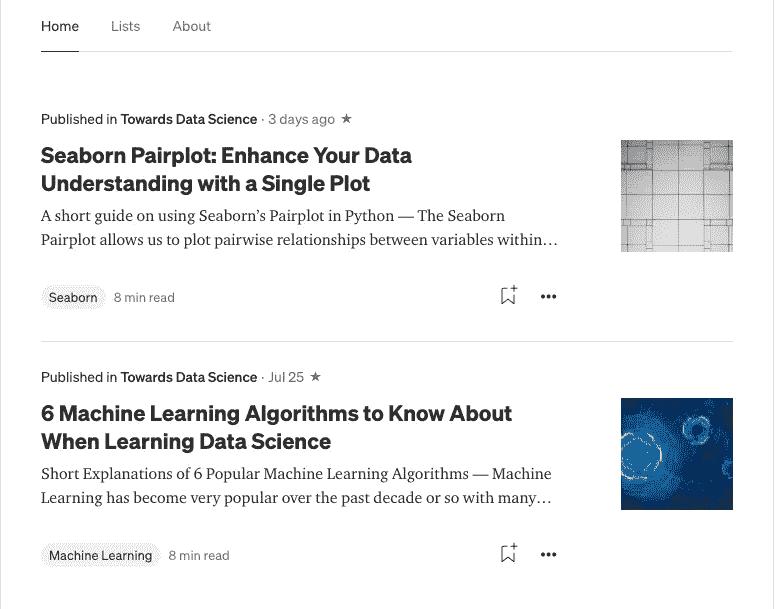 Home Lists About
Published in Towards Data Science · 3 days ago ★
Seaborn Pairplot: Enhance Your Data
Understanding with a Single Plot
A short guide on using Seaborn’s Pairplot in Python — The Seaborn
Pairplot allows us to plot pairwise relationships between variables within…
Seaborn 8 min read
Published in Towards Data Science · Jul 25 ★
6 Machine Learning Algorithms to Know About
When Learning Data Science
Short Explanations of 6 Popular Machine Learning Algorithms — Machine
Learning has become very popular over the past decade or so with many…
Machine Learning 8 min read